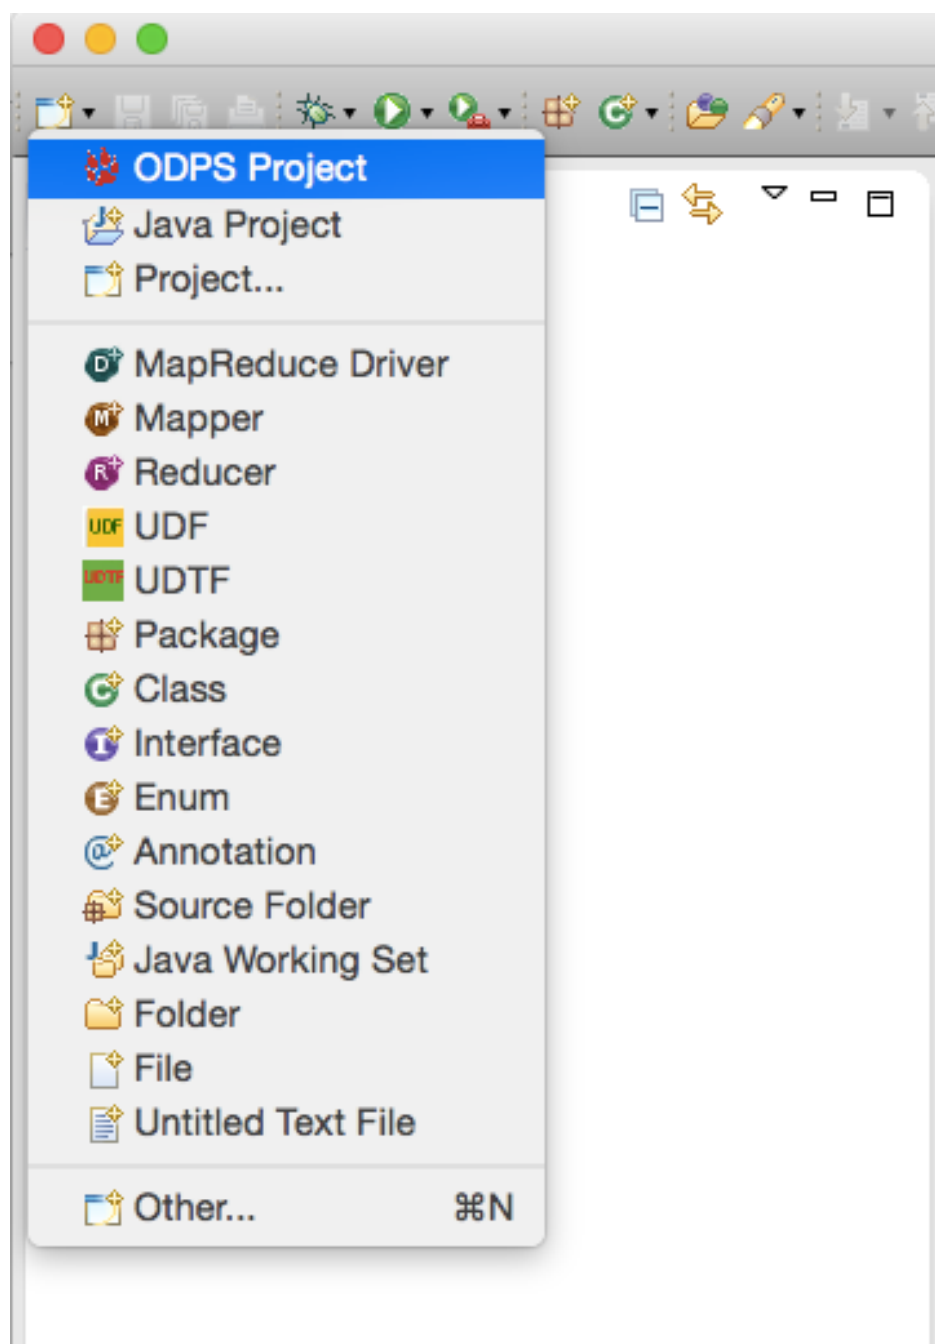 ODPS Project
Java Project
Project...
MapReduce Driver
Mapper
Reducer
UDF UDF
UDTF UDTF
Package
Class
Interface
Enum
Annotation
Source Folder
Java Working Set
Folder
File
Untitled Text File
Other... ⌘N